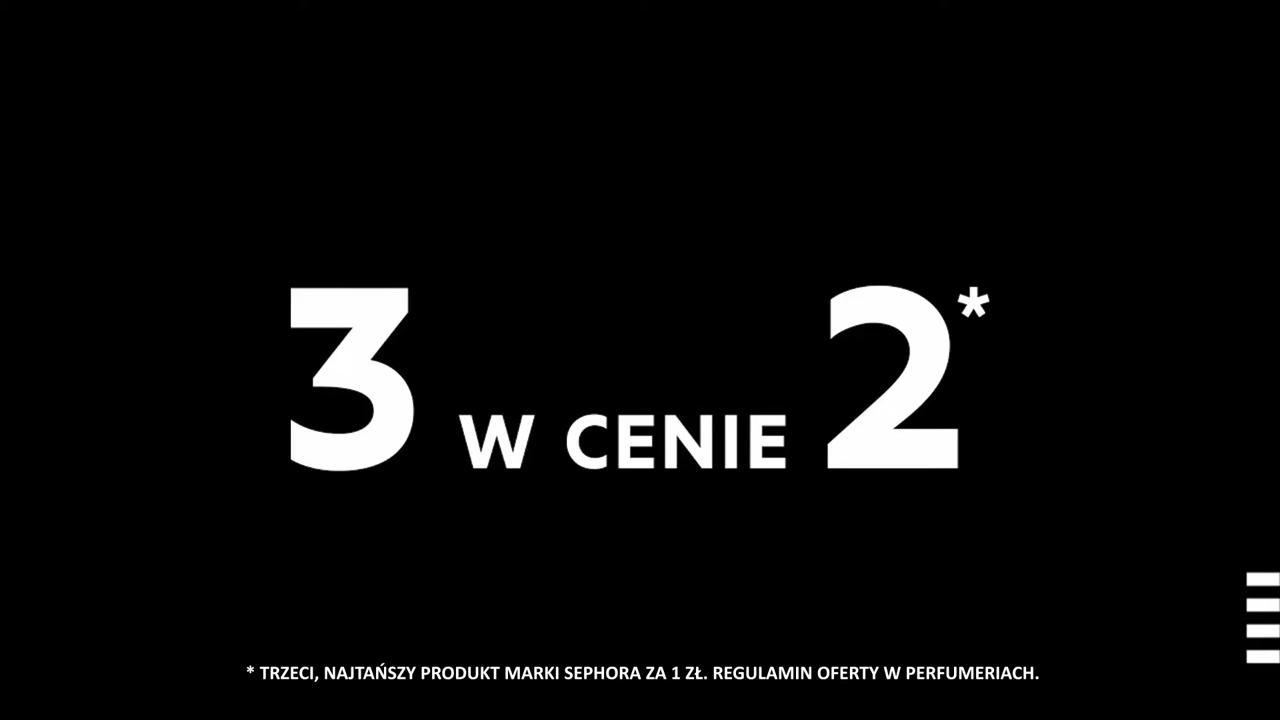 3 W CENIE 2*
* TRZECI, NAJTAŃSZY PRODUKT MARKI SEPHORA ZA 1 ZŁ. REGULAMIN OFERTY W PERFUMERIACH.